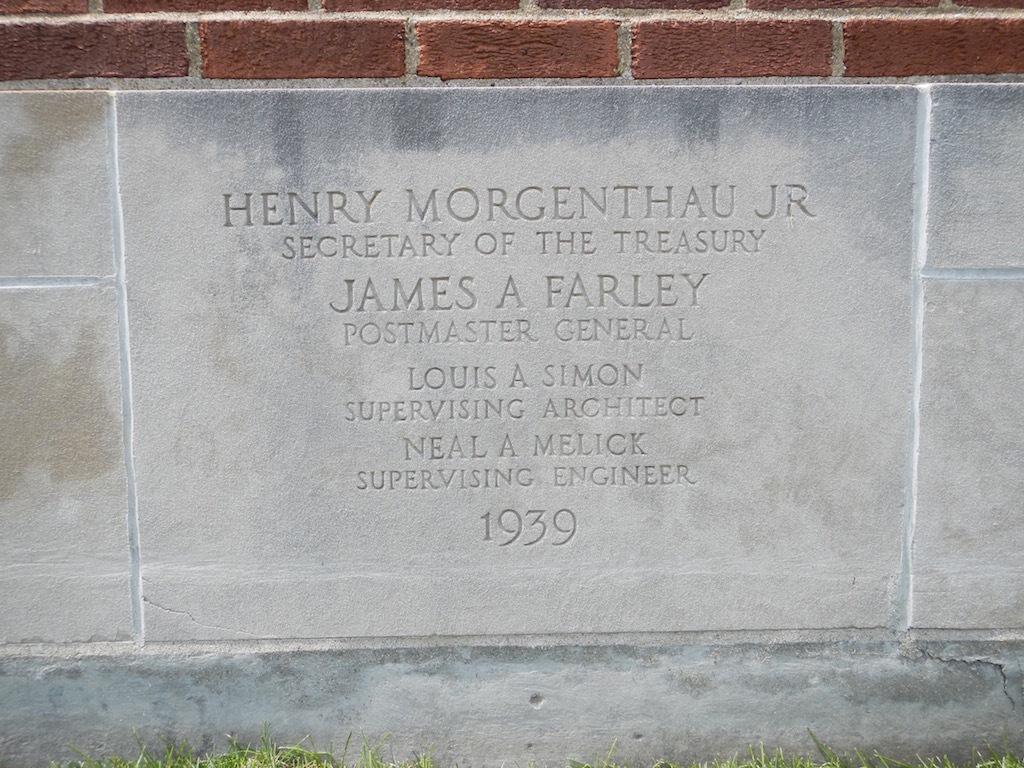 HENRY MORGENTHAU JR
SECRETARY OF THE TREASURY
JAMES A FARLEY
POSTMASTER GENERAL
LOUIS A SIMON
SUPERVISING ARCHITECT
NEAL A MELICK
SUPERVISING ENGINEER
1939